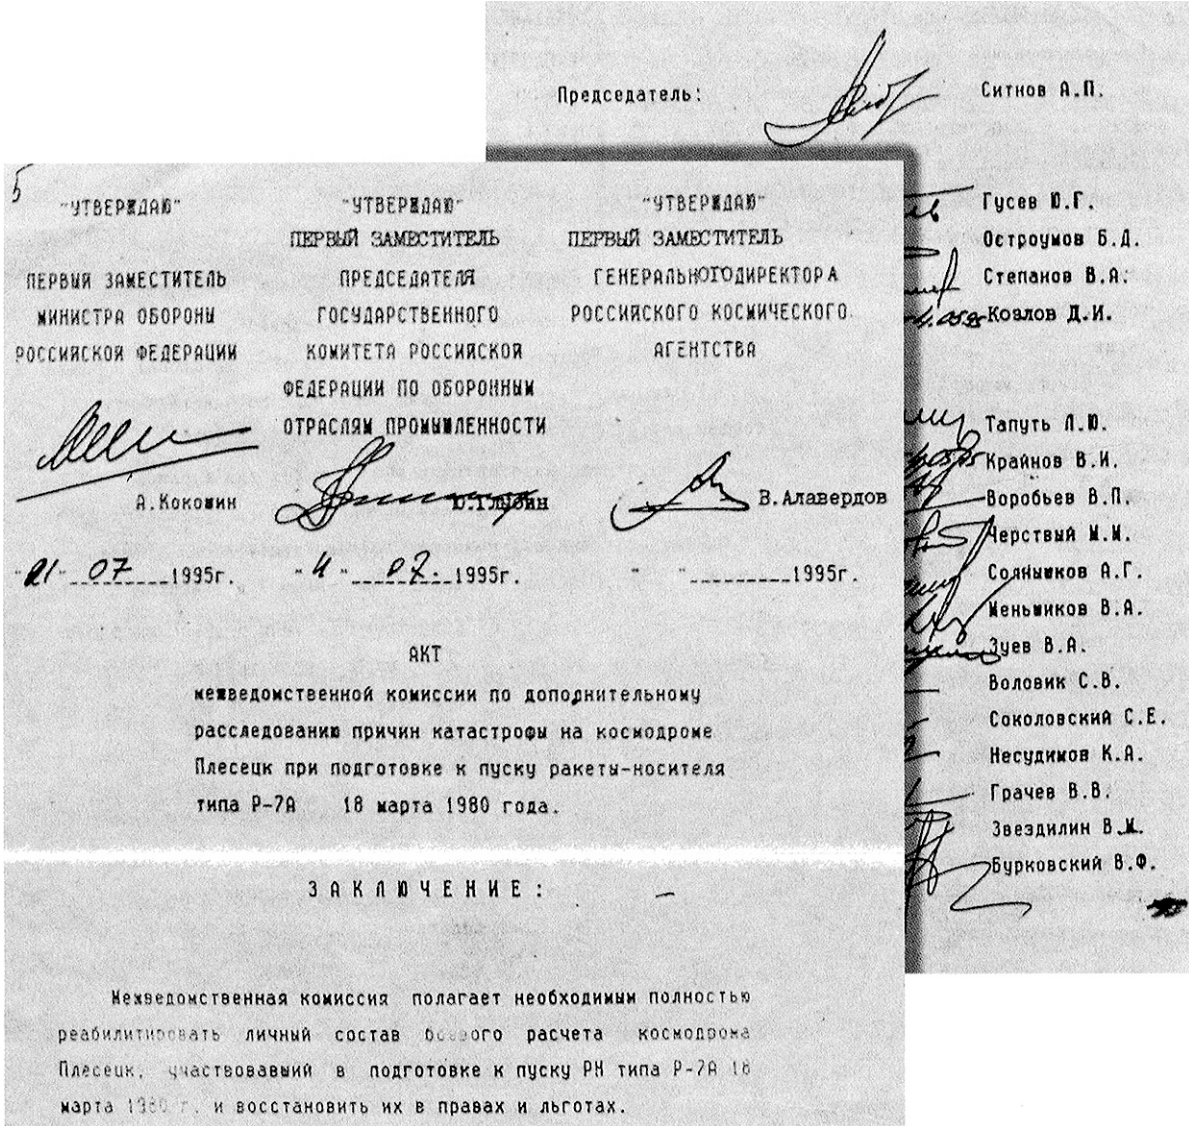 Председатель:
Ситнов А.П.
Гусев Ю.Г.
Остроумов Б.Д.
Степанов В.А.
Козлов Д.И.
Тапуть Л.Ю.
Крайнов В.И.
Воробьев В.П.
Черствый М.М.
Солнышков А.Г.
Меньшиков В.А.
Зуев В.А.
Воловик С.В.
Соколовский С.Е.
Несудимов К.А.
Грачев В.В.
Звездилин В.М.
Бурковский В.Ф.
5
"УТВЕРЖДАЮ"
ПЕРВЫЙ ЗАМЕСТИТЕЛЬ
МИНИСТРА ОБОРОНЫ
РОССИЙСКОЙ ФЕДЕРАЦИИ
А.Кокошин
"21" 07 1995г.
"УТВЕРЖДАЮ"
ПЕРВЫЙ ЗАМЕСТИТЕЛЬ
ПРЕДСЕДАТЕЛЯ
ГОСУДАРСТВЕННОГО
КОМИТЕТА РОССИЙСКОЙ
ФЕДЕРАЦИИ ПО ОБОРОННЫМ
ОТРАСЛЯМ ПРОМЫШЛЕННОСТИ
Ю.Глыбин
"4" 07. 1995г.
"УТВЕРЖДАЮ"
ПЕРВЫЙ ЗАМЕСТИТЕЛЬ
ГЕНЕРАЛЬНОГОДИРЕКТОРА
РОССИЙСКОГО КОСМИЧЕСКОГО
АГЕНТСТВА
В.Алавердов
" " 1995г.
АКТ
межведомственной комиссии по дополнительному
расследованию причин катастрофы на космодроме
Плесецк при подготовке к пуску ракеты-носителя
типа Р-7А 18 марта 1980 года.
ЗАКЛЮЧЕНИЕ:
Межведомственная комиссия полагает необходимым полностью
реабилитировать личный состав боевого расчета космодрома
Плесецк, участвовавший в подготовке к пуску РН типа Р-7А 18
марта 1980 г. и восстановить их в правах и льготах.